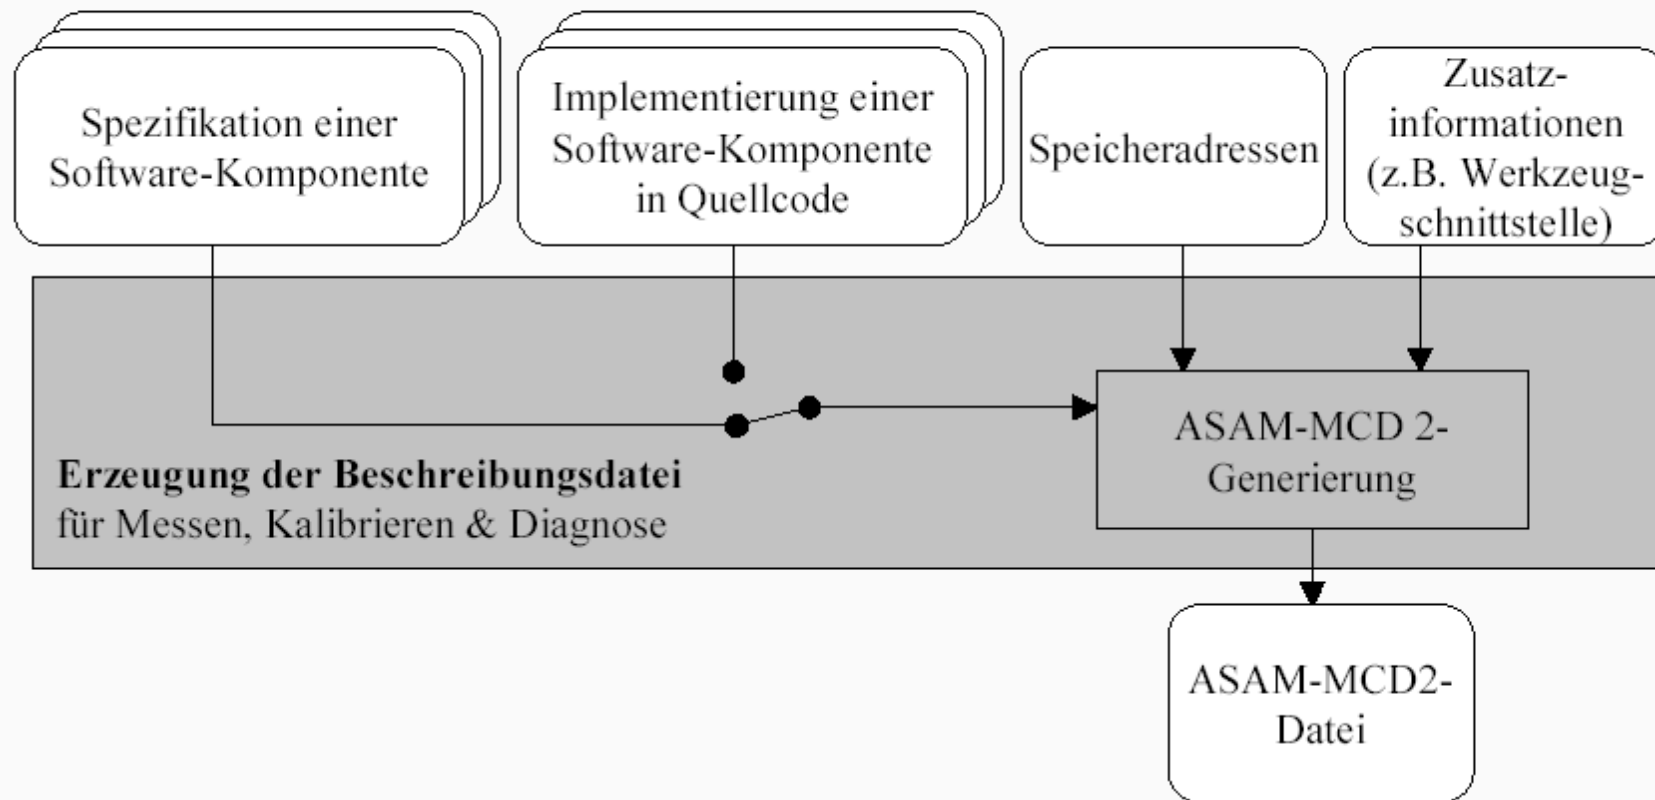 Spezifikation einer
Software-Komponente
Implementierung einer
Software-Komponente
in Quellcode
Speicheradressen
Zusatz-
informationen
(z.B. Werkzeug-
schnittstelle)
ASAM-MCD 2-
Generierung
Erzeugung der Beschreibungsdatei
für Messen, Kalibrieren & Diagnose
ASAM-MCD2-
Datei